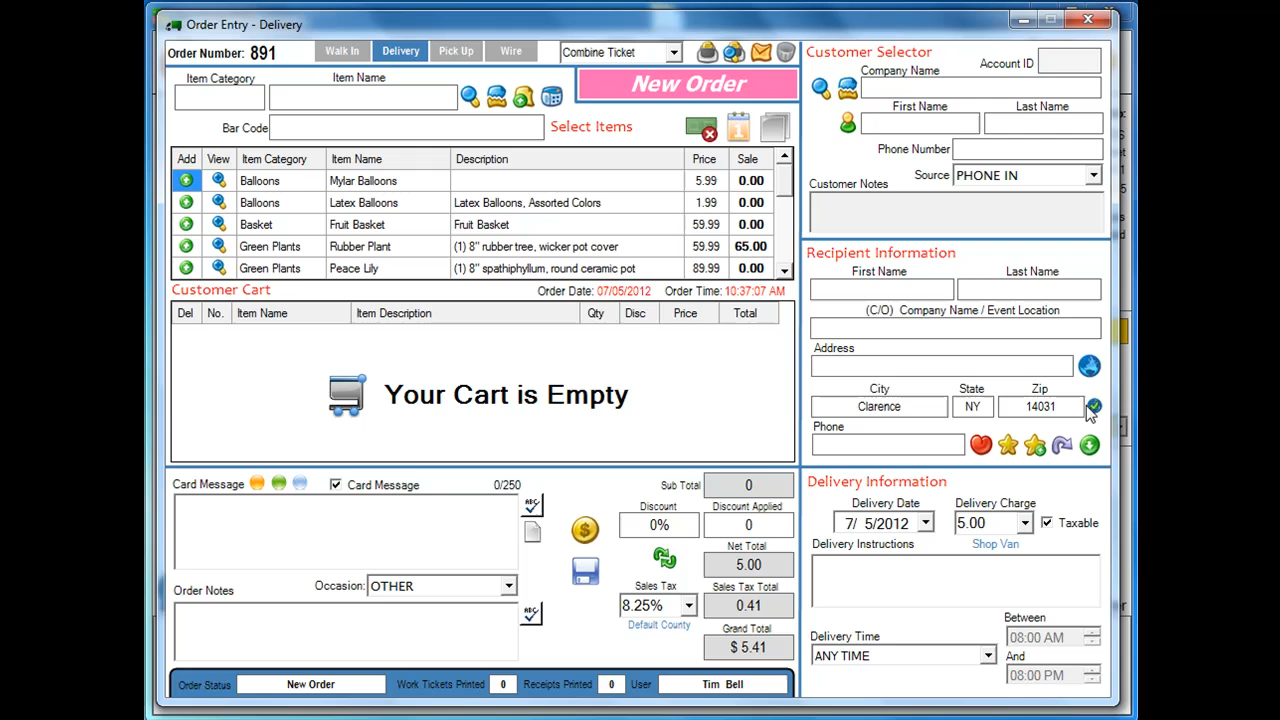 Order Entry - Delivery
Order Number: 891
Walk In
Delivery
Pick Up
Wire
Combine Ticket
Item Category
Item Name
New Order
Bar Code
Select Items
1
Add View Item Category Item Name Description Price Sale
Balloons Mylar Balloons 5.99 0.00
Balloons Latex Balloons Latex Balloons, Assorted Colors 1.99 0.00
Basket Fruit Basket Fruit Basket 59.99 0.00
Green Plants Rubber Plant (1) 8" rubber tree, wicker pot cover 59.99 65.00
Green Plants Peace Lily (1) 8" spathiphyllum, round ceramic pot 89.99 0.00
Customer Cart
Order Date: 07/05/2012 Order Time: 10:37:07 AM
Del No. Item Name Item Description Qty Disc Price Total
Your Cart is Empty
Card Message
Card Message
0/250
ABC
Order Notes
Occasion: OTHER
ABC
$
Sub Total 0
Discount
0%
Discount Applied
0
Net Total
5.00
Sales Tax
8.25%
Default County
Sales Tax Total
0.41
Grand Total
$ 5.41
Order Status New Order Work Tickets Printed 0 Receipts Printed 0 User Tim Bell
Customer Selector
Account ID
Company Name
First Name Last Name
Phone Number
Source PHONE IN
Customer Notes
Recipient Information
First Name Last Name
(C/O) Company Name / Event Location
Address
City State Zip
Clarence NY 14031
Phone
Delivery Information
Delivery Date Delivery Charge
7/ 5/2012 5.00 Taxable
Delivery Instructions Shop Van
Between
Delivery Time 08:00 AM
ANY TIME And
08:00 PM